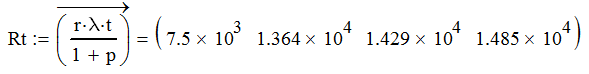 Rt := (r·λ·t / 1 + p) = ( 7.5 × 10³ 1.364 × 10⁴ 1.429 × 10⁴ 1.485 × 10⁴ )